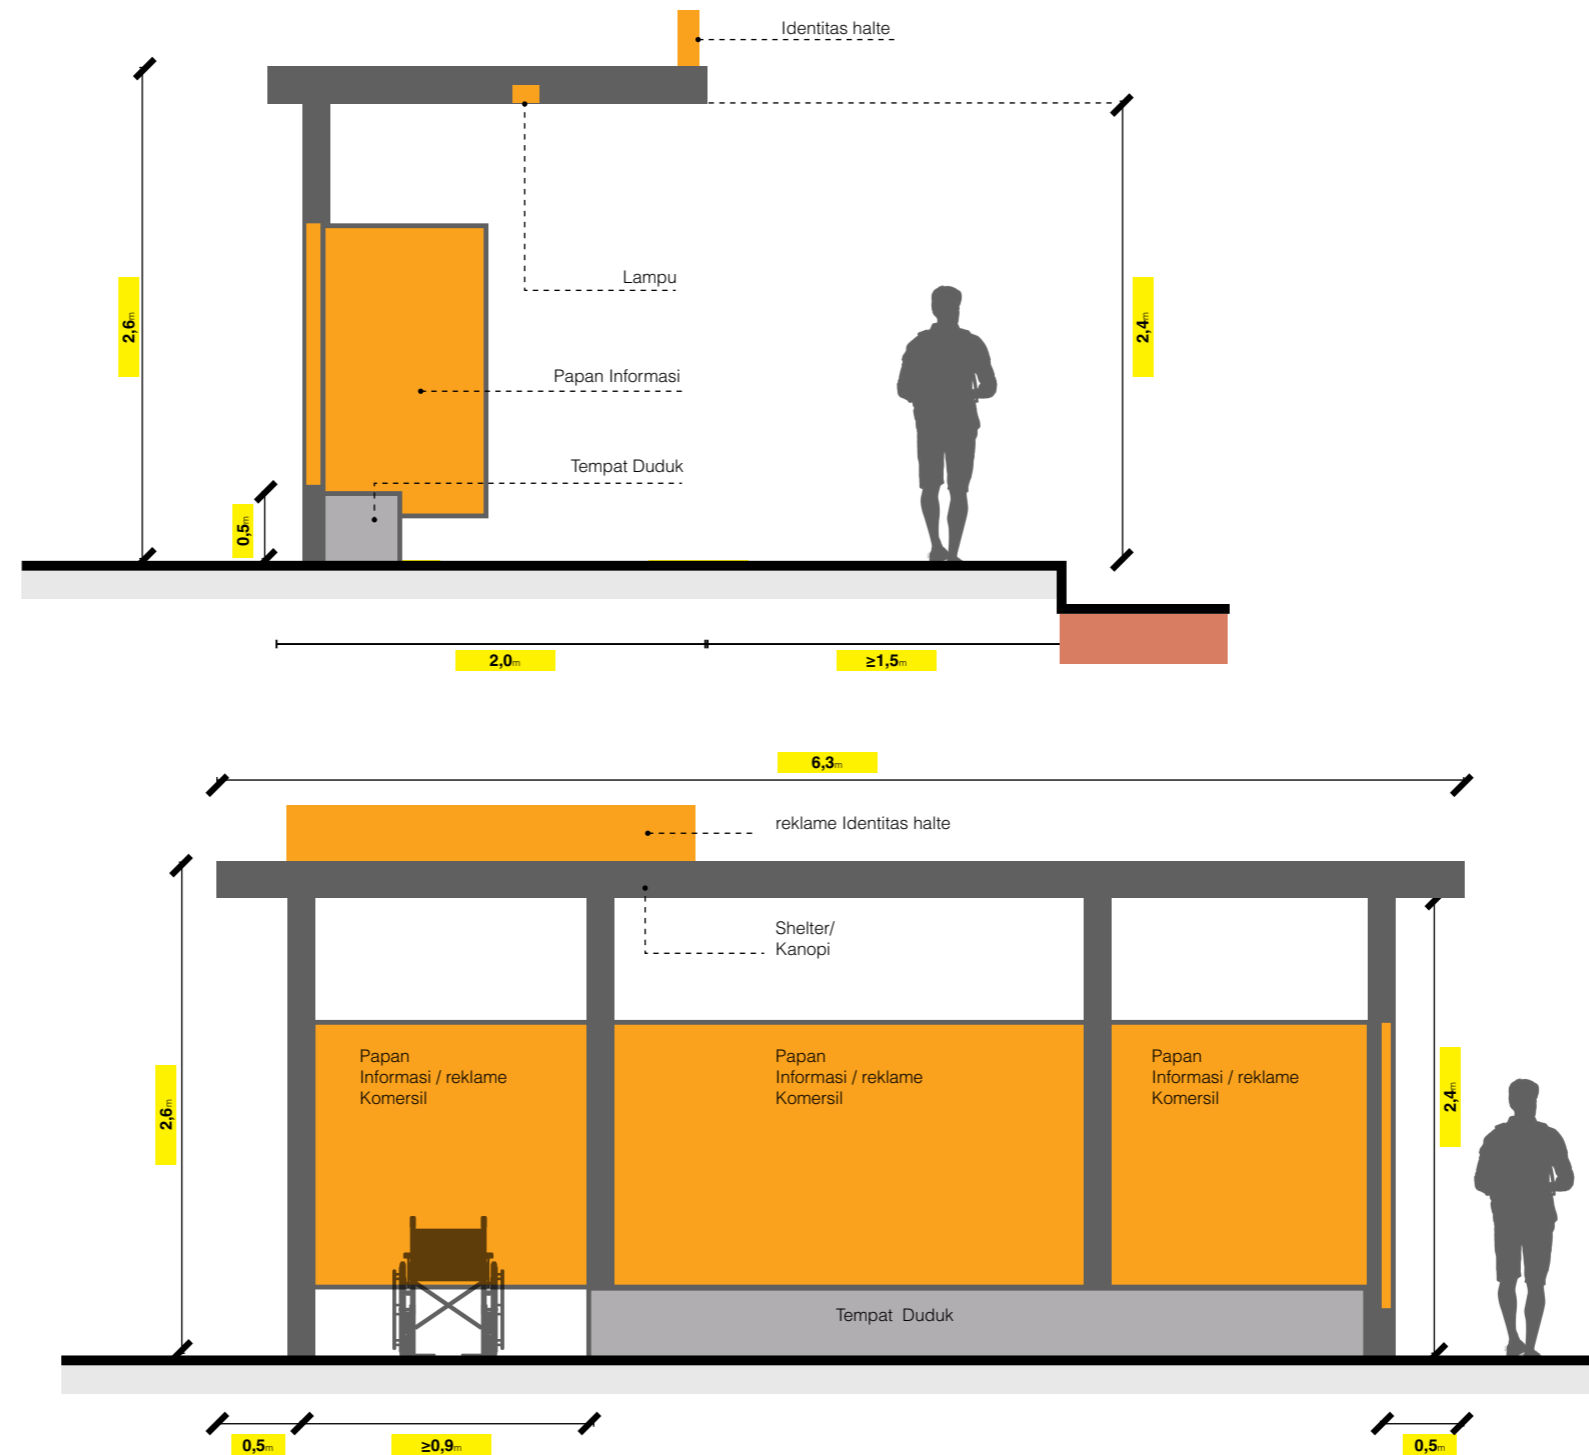 Identitas halte
Lampu
2,6m
2,4m
Papan Informasi
Tempat Duduk
0,5m
2,0m
≥1,5m
6,3m
reklame Identitas halte
Shelter/
Kanopi
Papan
Informasi / reklame
Komersil
Papan
Informasi / reklame
Komersil
Papan
Informasi / reklame
Komersil
2,6m
2,4m
Tempat Duduk
0,5m
≥0,9m
0,5m